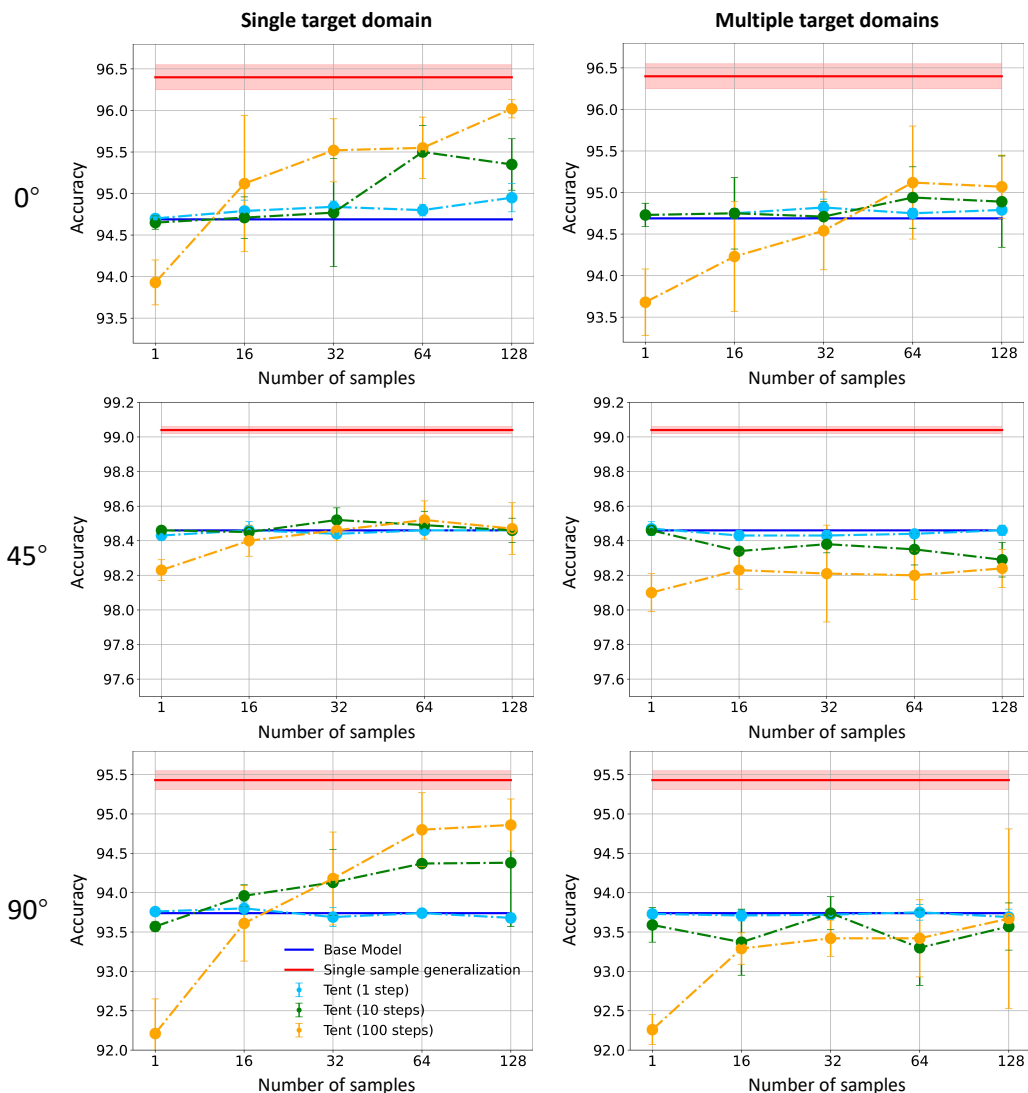 Single target domain
Multiple target domains
0°
Accuracy
96.5
96.0
95.5
95.0
94.5
94.0
93.5
1 16 32 64 128
Number of samples
Accuracy
96.5
96.0
95.5
95.0
94.5
94.0
93.5
1 16 32 64 128
Number of samples
45°
Accuracy
99.2
99.0
98.8
98.6
98.4
98.2
98.0
97.8
97.6
1 16 32 64 128
Number of samples
Accuracy
99.2
99.0
98.8
98.6
98.4
98.2
98.0
97.8
97.6
1 16 32 64 128
Number of samples
90°
Accuracy
95.5
95.0
94.5
94.0
93.5
93.0
92.5
92.0
Base Model
Single sample generalization
Tent (1 step)
Tent (10 steps)
Tent (100 steps)
1 16 32 64 128
Number of samples
Accuracy
95.5
95.0
94.5
94.0
93.5
93.0
92.5
92.0
1 16 32 64 128
Number of samples